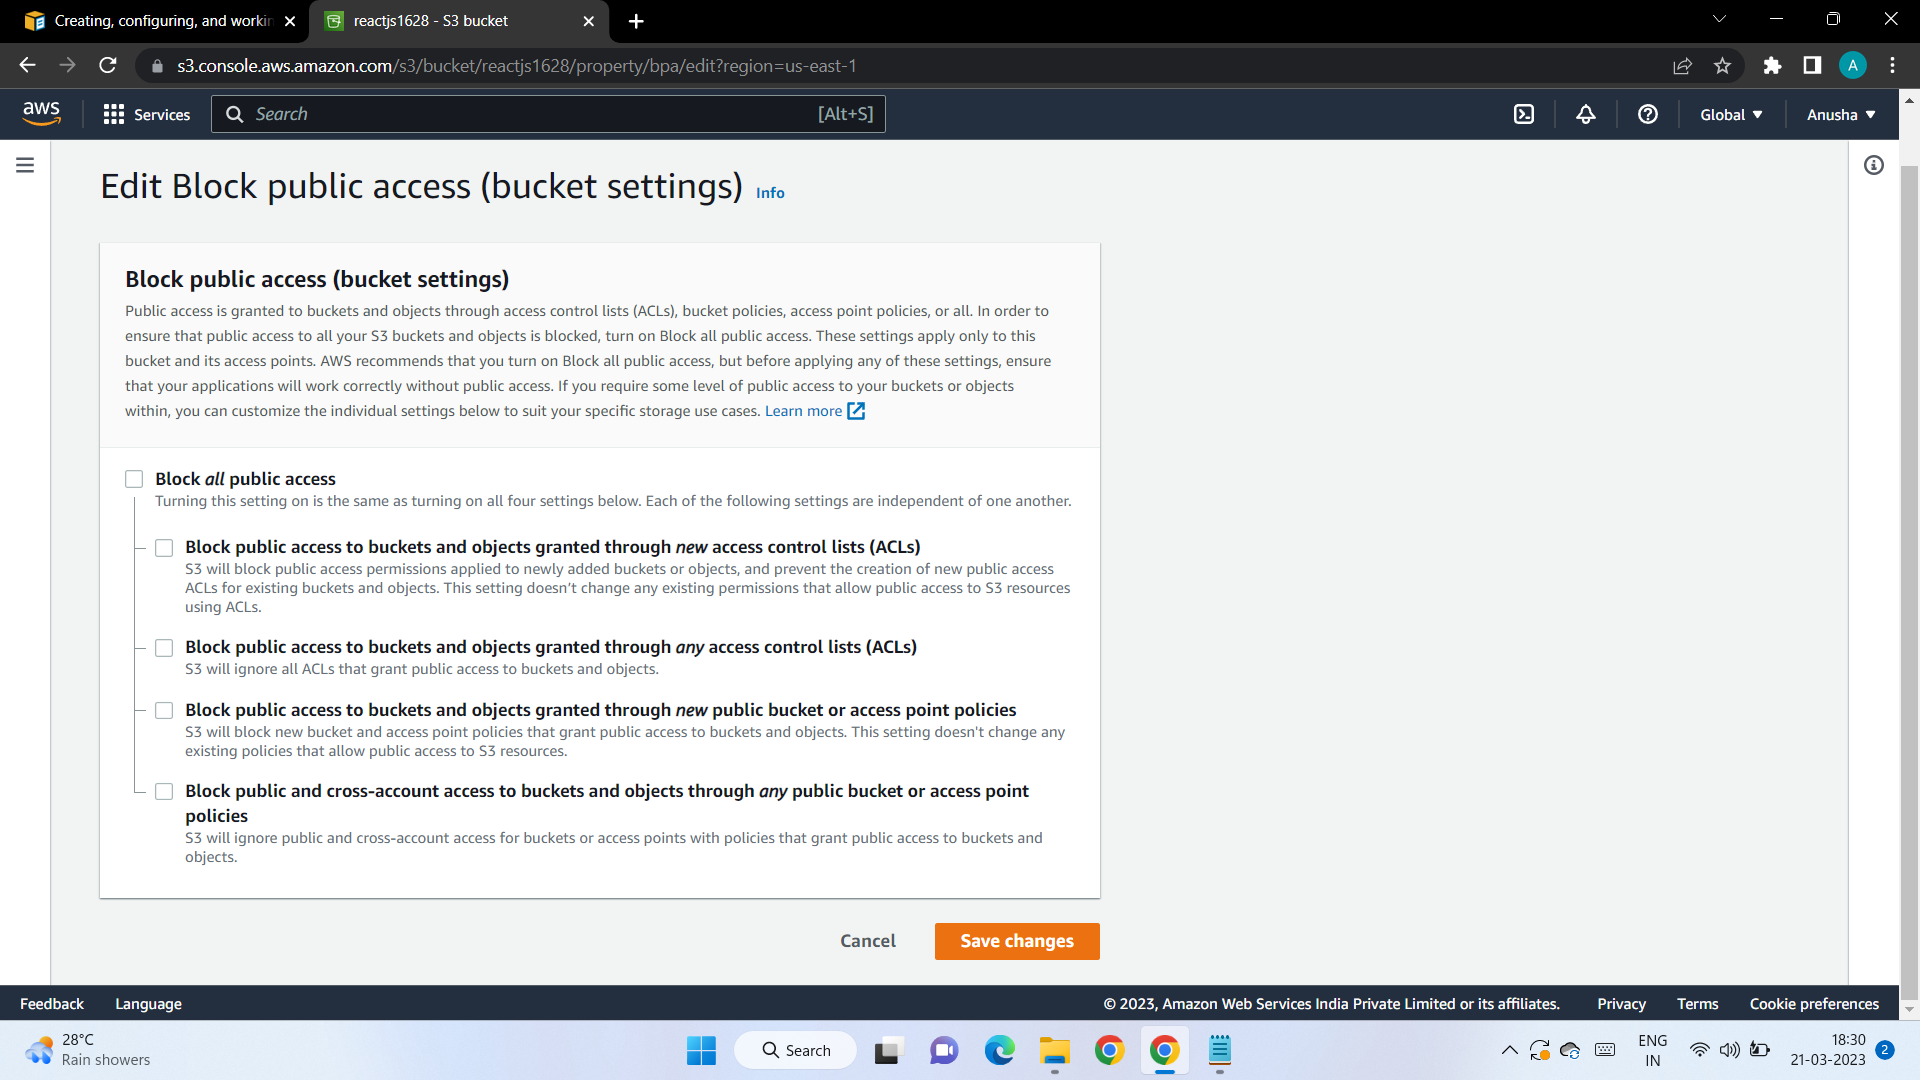 Creating, configuring, and workin
reactjs1628 - S3 bucket
s3.console.aws.amazon.com/s3/bucket/reactjs1628/property/bpa/edit?region=us-east-1
A
aws
Services
Search
[Alt+S]
Global
Anusha
Edit Block public access (bucket settings) Info
Block public access (bucket settings)
Public access is granted to buckets and objects through access control lists (ACLs), bucket policies, access point policies, or all. In order to
ensure that public access to all your S3 buckets and objects is blocked, turn on Block all public access. These settings apply only to this
bucket and its access points. AWS recommends that you turn on Block all public access, but before applying any of these settings, ensure
that your applications will work correctly without public access. If you require some level of public access to your buckets or objects
within, you can customize the individual settings below to suit your specific storage use cases. Learn more
Block all public access
Turning this setting on is the same as turning on all four settings below. Each of the following settings are independent of one another.
Block public access to buckets and objects granted through new access control lists (ACLs)
S3 will block public access permissions applied to newly added buckets or objects, and prevent the creation of new public access
ACLs for existing buckets and objects. This setting doesn't change any existing permissions that allow public access to S3 resources
using ACLs.
Block public access to buckets and objects granted through any access control lists (ACLs)
S3 will ignore all ACLs that grant public access to buckets and objects.
Block public access to buckets and objects granted through new public bucket or access point policies
S3 will block new bucket and access point policies that grant public access to buckets and objects. This setting doesn't change any
existing policies that allow public access to S3 resources.
Block public and cross-account access to buckets and objects through any public bucket or access point
policies
S3 will ignore public and cross-account access for buckets or access points with policies that grant public access to buckets and
objects.
Cancel
Save changes
Feedback
Language
© 2023, Amazon Web Services India Private Limited or its affiliates.
Privacy
Terms
Cookie preferences
28°C
Rain showers
Search
ENG
IN
18:30
21-03-2023
2